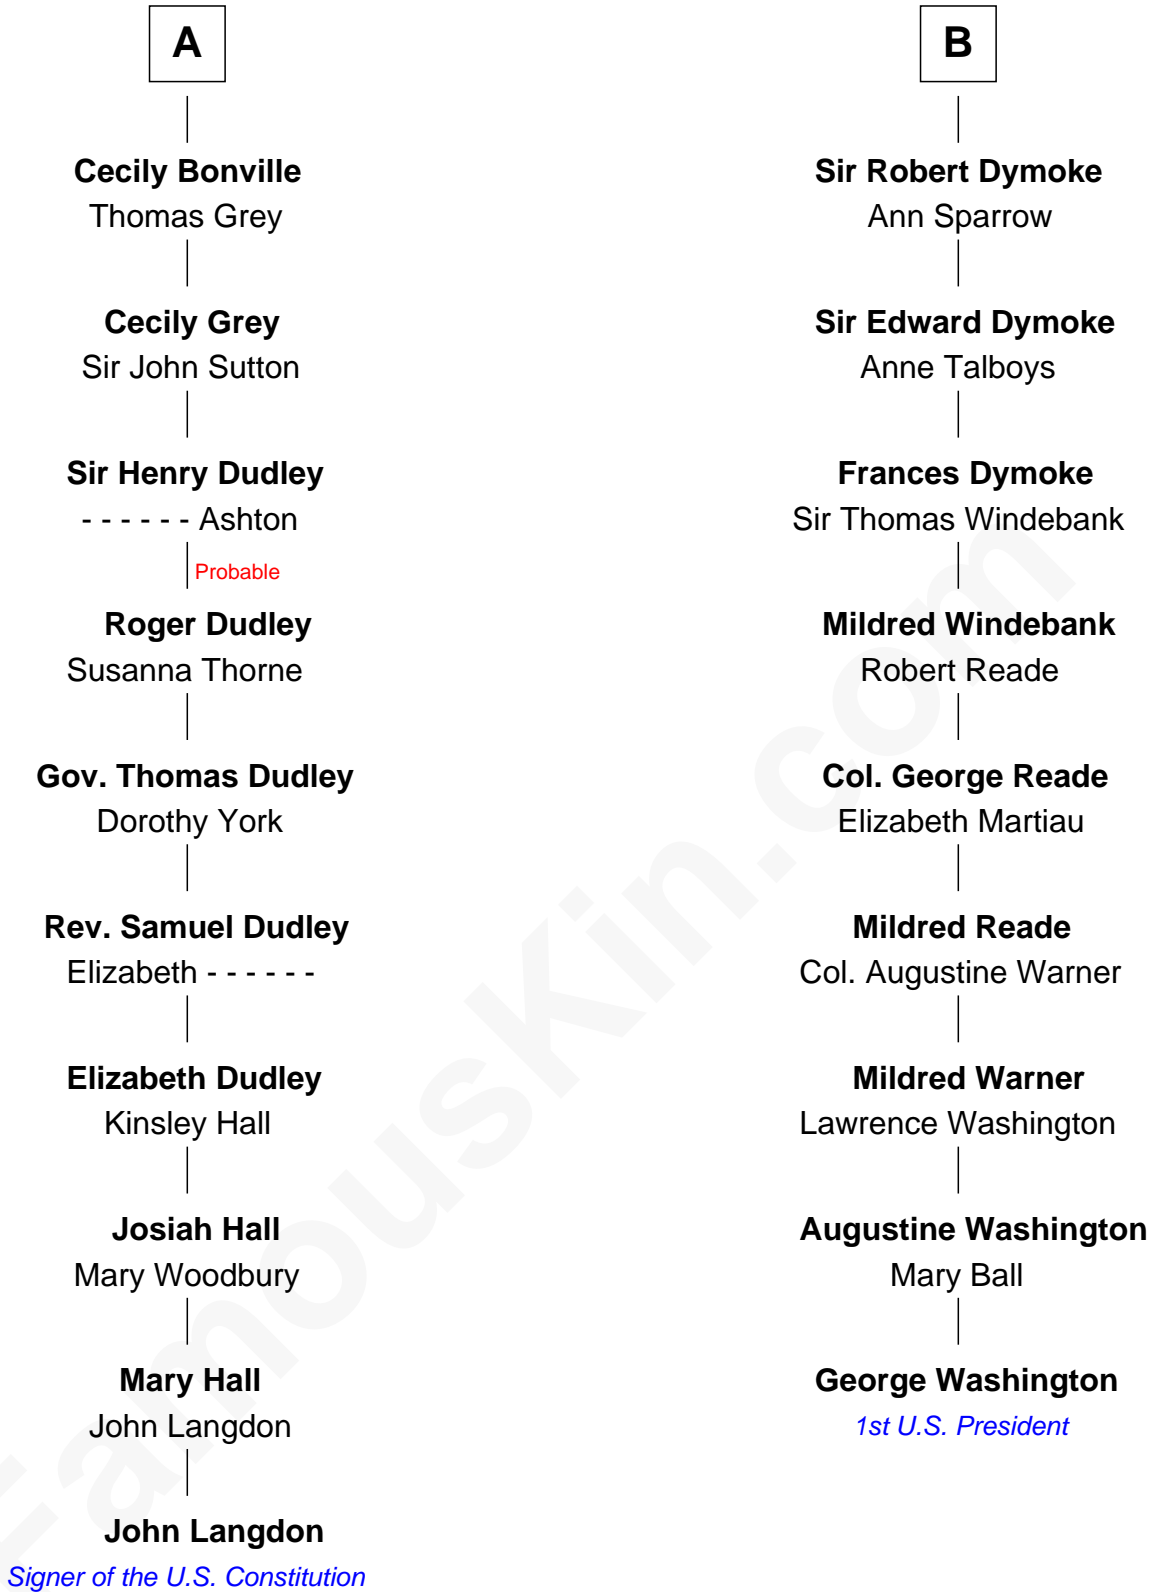 A
Cecily Bonville
Thomas Grey
Cecily Grey
Sir John Sutton
Sir Henry Dudley
- - - - - - Ashton
Probable
Roger Dudley
Susanna Thorne
Gov. Thomas Dudley
Dorothy York
Rev. Samuel Dudley
Elizabeth - - - - - -
Elizabeth Dudley
Kinsley Hall
Josiah Hall
Mary Woodbury
Mary Hall
John Langdon
John Langdon
Signer of the U.S. Constitution
B
Sir Robert Dymoke
Ann Sparrow
Sir Edward Dymoke
Anne Talboys
Frances Dymoke
Sir Thomas Windebank
Mildred Windebank
Robert Reade
Col. George Reade
Elizabeth Martiau
Mildred Reade
Col. Augustine Warner
Mildred Warner
Lawrence Washington
Augustine Washington
Mary Ball
George Washington
1st U.S. President
FamousKin.com